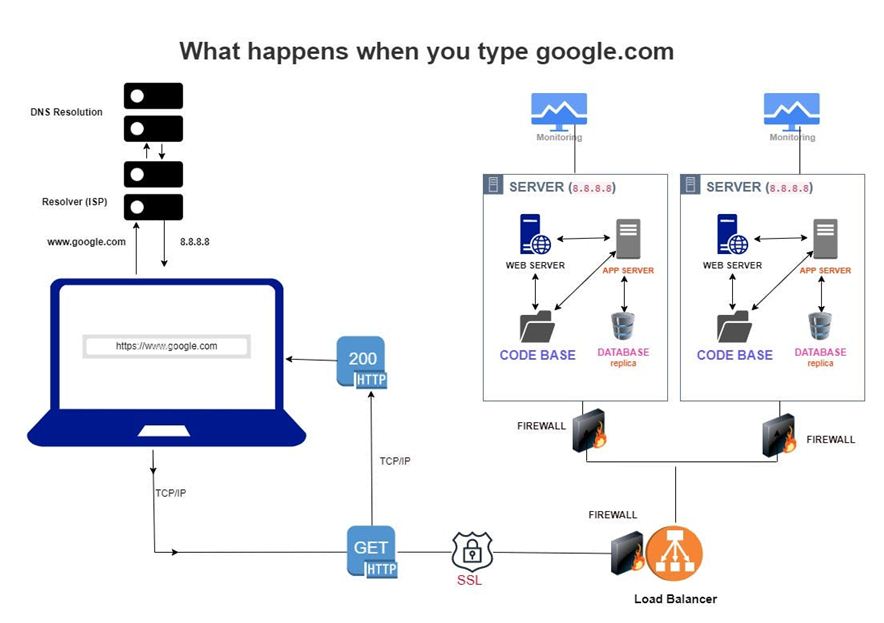 What happens when you type google.com
DNS Resolution
Resolver (ISP)
www.google.com
8.8.8.8
https://www.google.com
200
HTTP
TCP/IP
TCP/IP
GET
HTTP
SSL
FIREWALL
Load Balancer
Monitoring
SERVER (8.8.8.8)
WEB SERVER
APP SERVER
CODE BASE
DATABASE
replica
FIREWALL
Monitoring
SERVER (8.8.8.8)
WEB SERVER
APP SERVER
CODE BASE
DATABASE
replica
FIREWALL